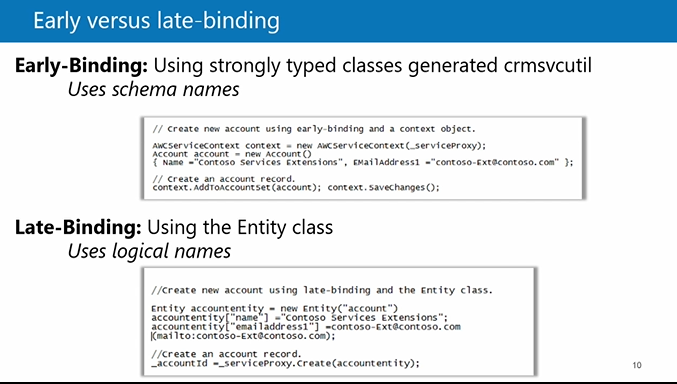 Early versus late-binding
Early-Binding: Using strongly typed classes generated crmsvcutil
Uses schema names
// Create new account using early-binding and a context object.
AWCServiceContext context = new AWCServiceContext(_serviceProxy);
Account account = new Account()
{ Name ="Contoso Services Extensions", EMailAddress1 ="contoso-Ext@contoso.com" };
// Create an account record.
context.AddToAccountSet(account); context.SaveChanges();
Late-Binding: Using the Entity class
Uses logical names
//Create new account using late-binding and the Entity class.
Entity accountentity = new Entity("account")
accountentity["name"] ="Contoso Services Extensions";
accountentity["emailaddress1"] =contoso-Ext@contoso.com
(mailto:contoso-Ext@contoso.com);
//Create an account record.
_accountId =_serviceProxy.Create(accountentity);
10